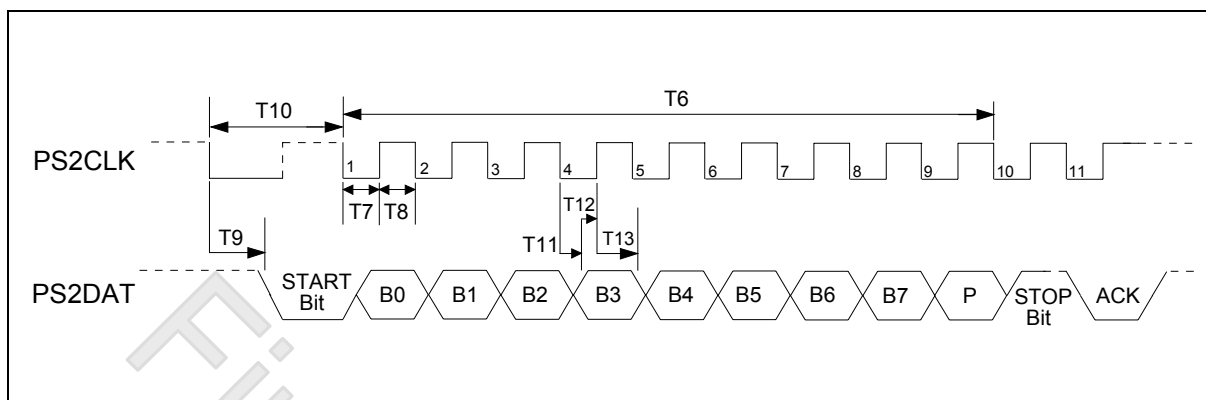 T10
T6
PS2CLK
1 2 3 4 5 6 7 8 9 10 11
T7 T8
T12
T9
T11 T13
PS2DAT
START Bit B0 B1 B2 B3 B4 B5 B6 B7 P STOP Bit ACK